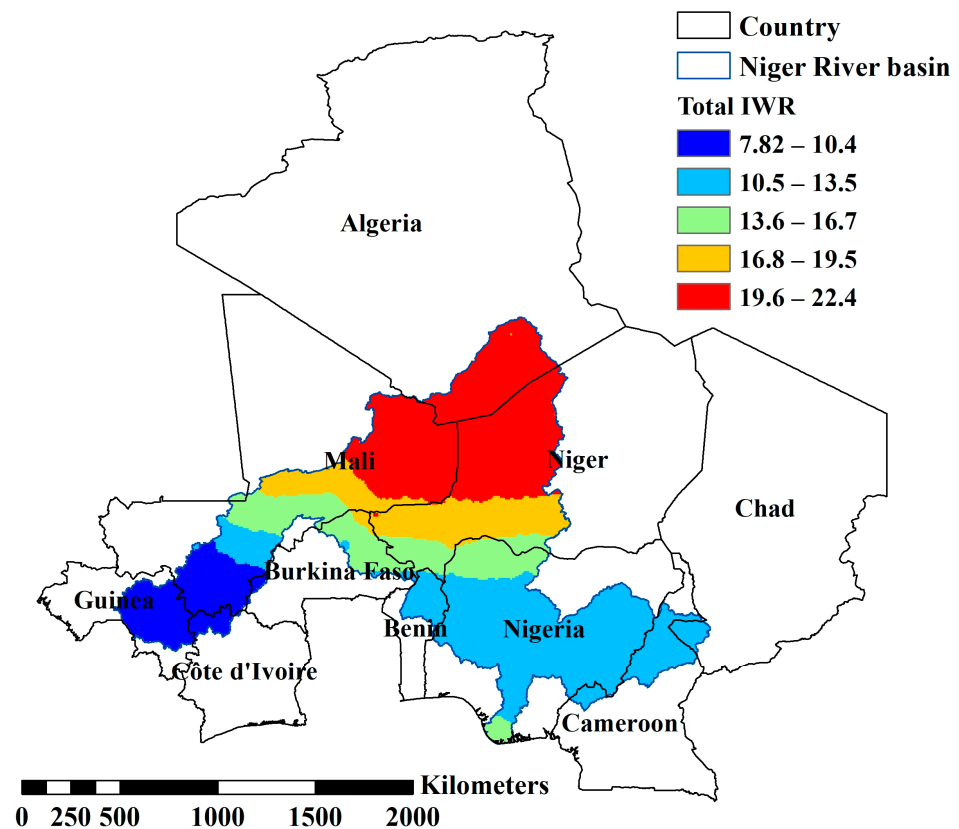 Country
Niger River basin
Total IWR
7.82 – 10.4
10.5 – 13.5
13.6 – 16.7
16.8 – 19.5
19.6 – 22.4
Algeria
Mali
Niger
Chad
Burkina Faso
Guinea
Benin
Nigeria
Côte d'Ivoire
Cameroon
Kilometers
0 250 500 1000 1500 2000